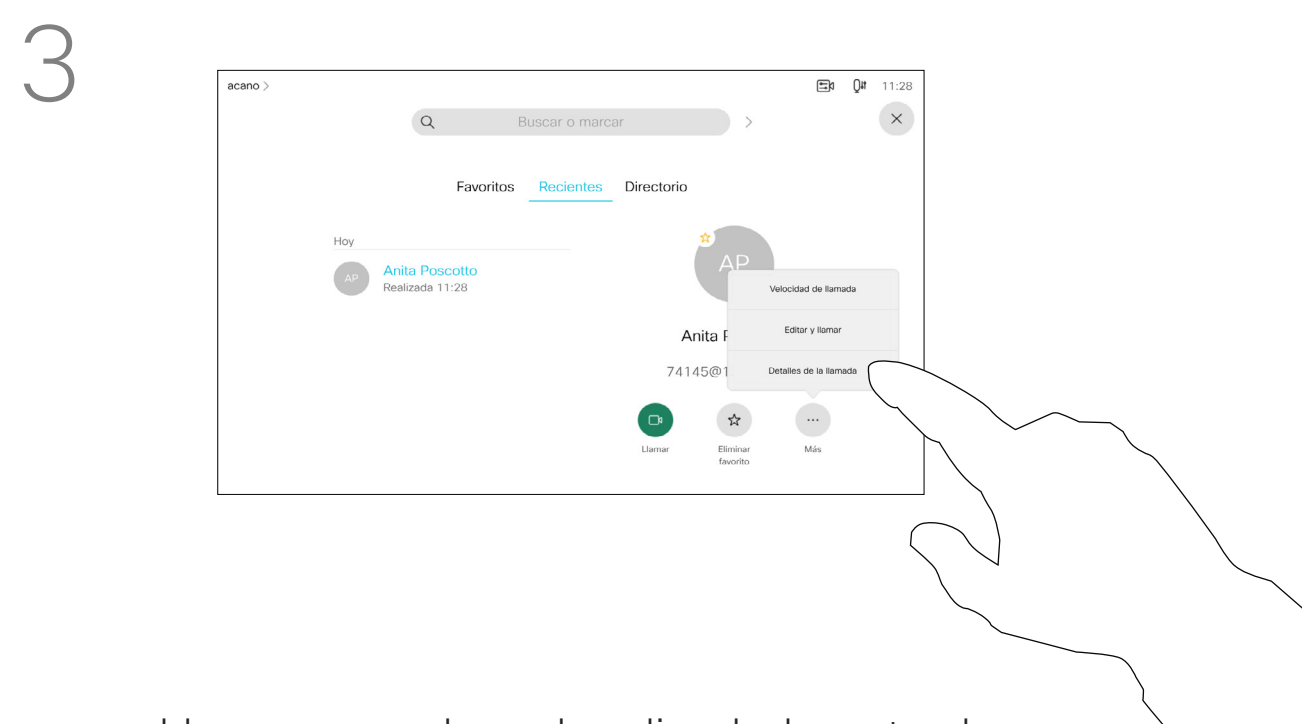 3
acano >
11:28
Buscar o marcar >
Favoritos Recientes Directorio
Hoy
AP
Anita Poscotto
Realizada 11:28
AP
Anita P
74145@1
Velocidad de llamada
Editar y llamar
Detalles de la llamada
Llamar
Eliminar
favorito
Más